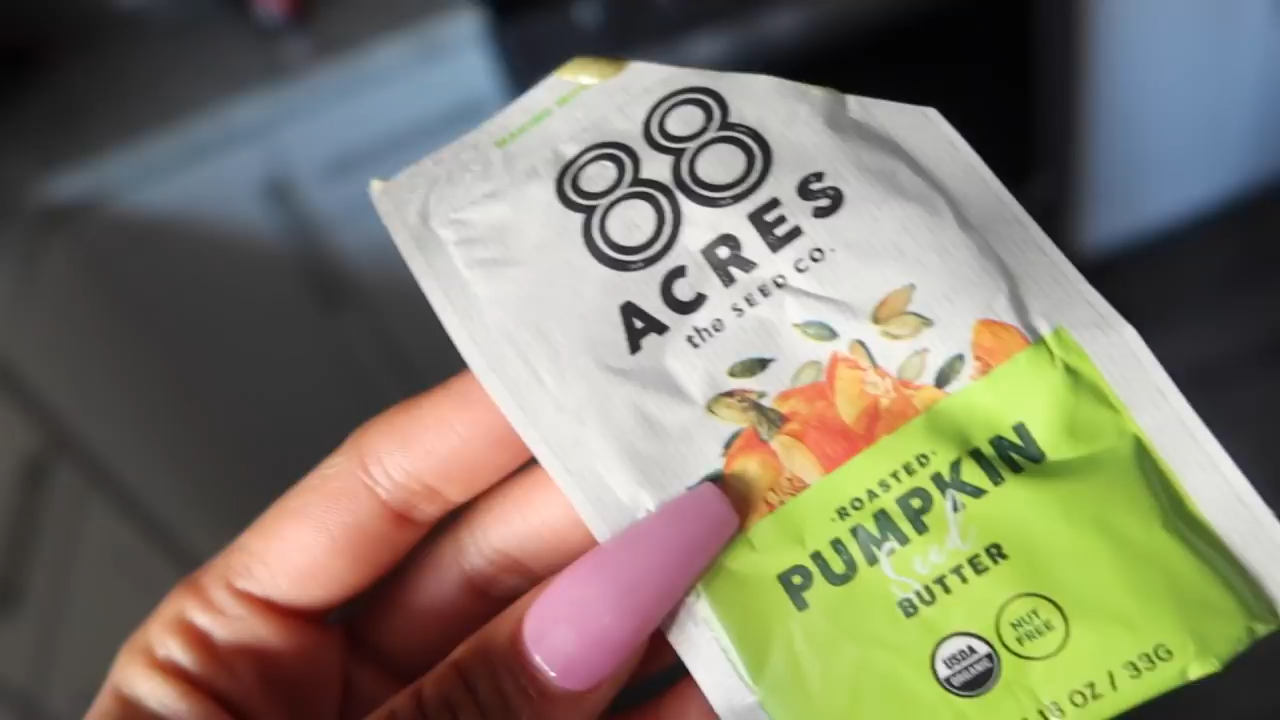 88
ACRES
the SEED CO.
·ROASTED·
PUMPKIN
Seed
BUTTER
USDA
ORGANIC
NUT
FREE
OZ / 33G